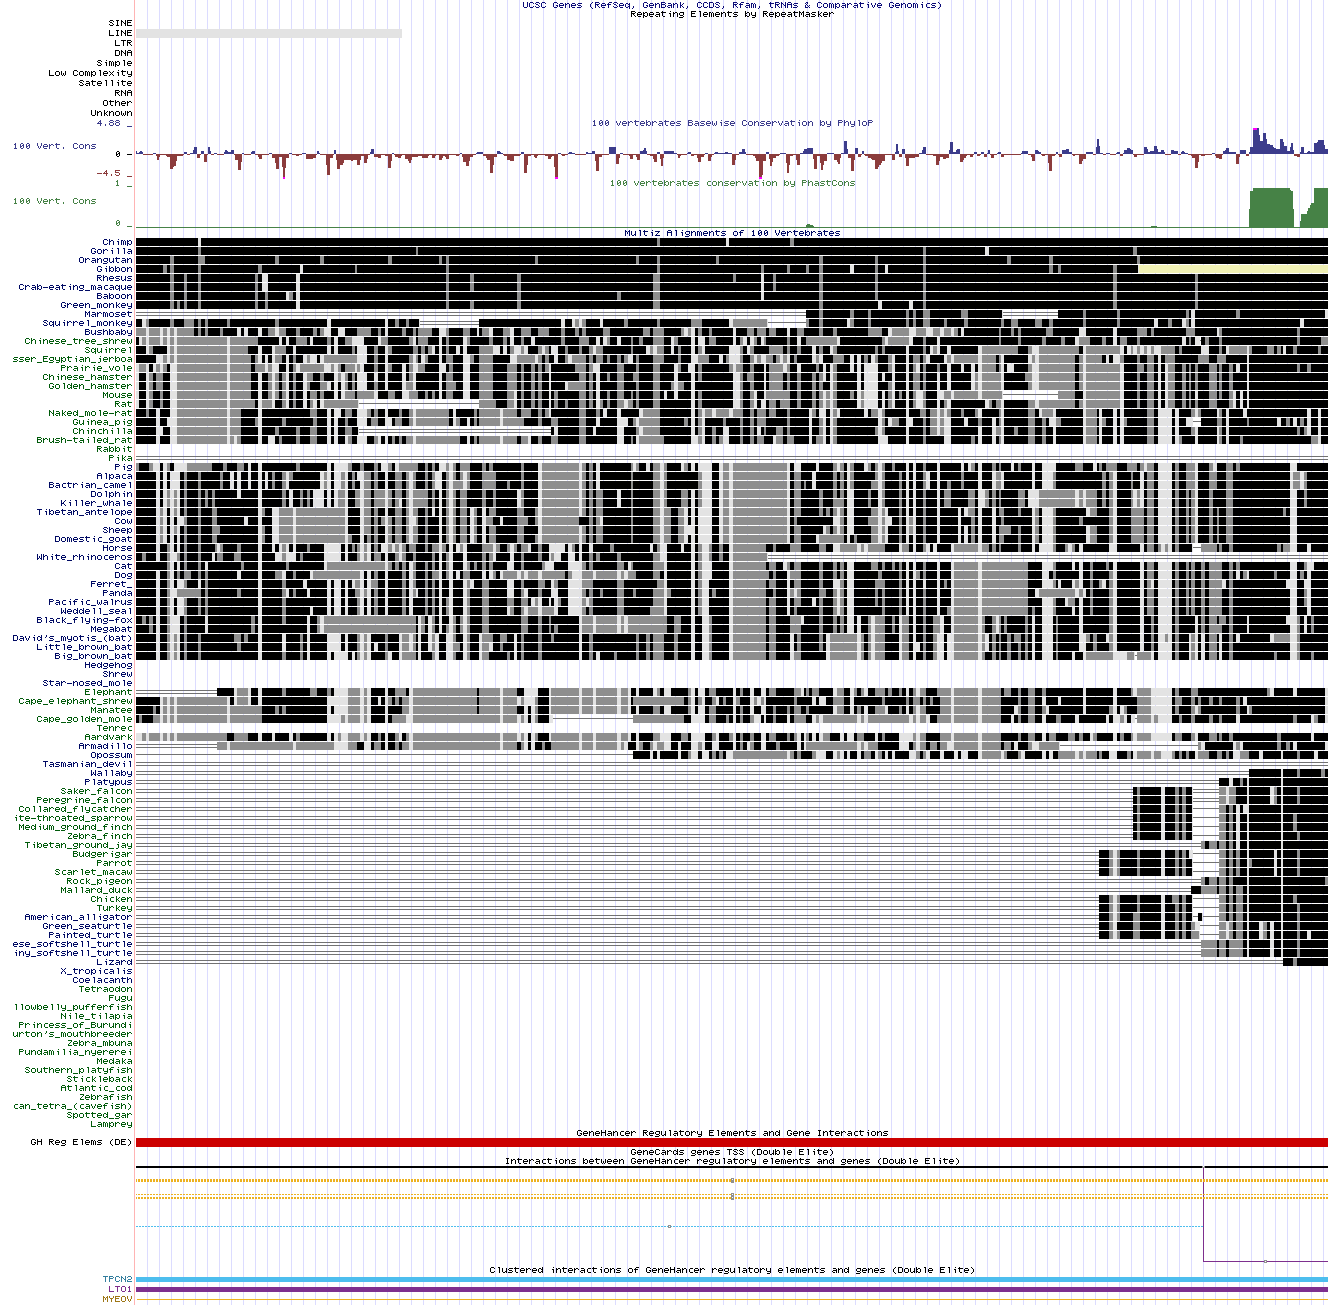 UCSC Genes (RefSeq, GenBank, CCDS, Rfam, tRNAs & Comparative Genomics)
Repeating Elements by RepeatMasker
SINE
LINE
LTR
DNA
Simple
Low Complexity
Satellite
RNA
Other
Unknown
100 vertebrates Basewise Conservation by PhyloP
4.88 _
100 Vert. Cons
0 _
-4.5 _
100 vertebrates conservation by PhastCons
1 _
100 Vert. Cons
0 _
Multiz Alignments of 100 Vertebrates
Chimp
Gorilla
Orangutan
Gibbon
Rhesus
Crab-eating_macaque
Baboon
Green_monkey
Marmoset
Squirrel_monkey
Bushbaby
Chinese_tree_shrew
Squirrel
sser_Egyptian_jerboa
Prairie_vole
Chinese_hamster
Golden_hamster
Mouse
Rat
Naked_mole-rat
Guinea_pig
Chinchilla
Brush-tailed_rat
Rabbit
Pika
Pig
Alpaca
Bactrian_camel
Dolphin
Killer_whale
Tibetan_antelope
Cow
Sheep
Domestic_goat
Horse
White_rhinoceros
Cat
Dog
Ferret_
Panda
Pacific_walrus
Weddell_seal
Black_flying-fox
Megabat
David's_myotis_(bat)
Little_brown_bat
Big_brown_bat
Hedgehog
Shrew
Star-nosed_mole
Elephant
Cape_elephant_shrew
Manatee
Cape_golden_mole
Tenrec
Aardvark
Armadillo
Opossum
Tasmanian_devil
Wallaby
Platypus
Saker_falcon
Peregrine_falcon
Collared_flycatcher
ite-throated_sparrow
Medium_ground_finch
Zebra_finch
Tibetan_ground_jay
Budgerigar
Parrot
Scarlet_macaw
Rock_pigeon
Mallard_duck
Chicken
Turkey
American_alligator
Green_seaturtle
Painted_turtle
ese_softshell_turtle
iny_softshell_turtle
Lizard
X_tropicalis
Coelacanth
Tetraodon
Fugu
llowbelly_pufferfish
Nile_tilapia
Princess_of_Burundi
urton's_mouthbreeder
Zebra_mbuna
Pundamilia_nyererei
Medaka
Southern_platyfish
Stickleback
Atlantic_cod
Zebrafish
can_tetra_(cavefish)
Spotted_gar
Lamprey
GeneHancer Regulatory Elements and Gene Interactions
GH Reg Elems (DE)
GeneCards genes TSS (Double Elite)
Interactions between GeneHancer regulatory elements and genes (Double Elite)
Clustered interactions of GeneHancer regulatory elements and genes (Double Elite)
TPCN2
LTO1
MYEOV